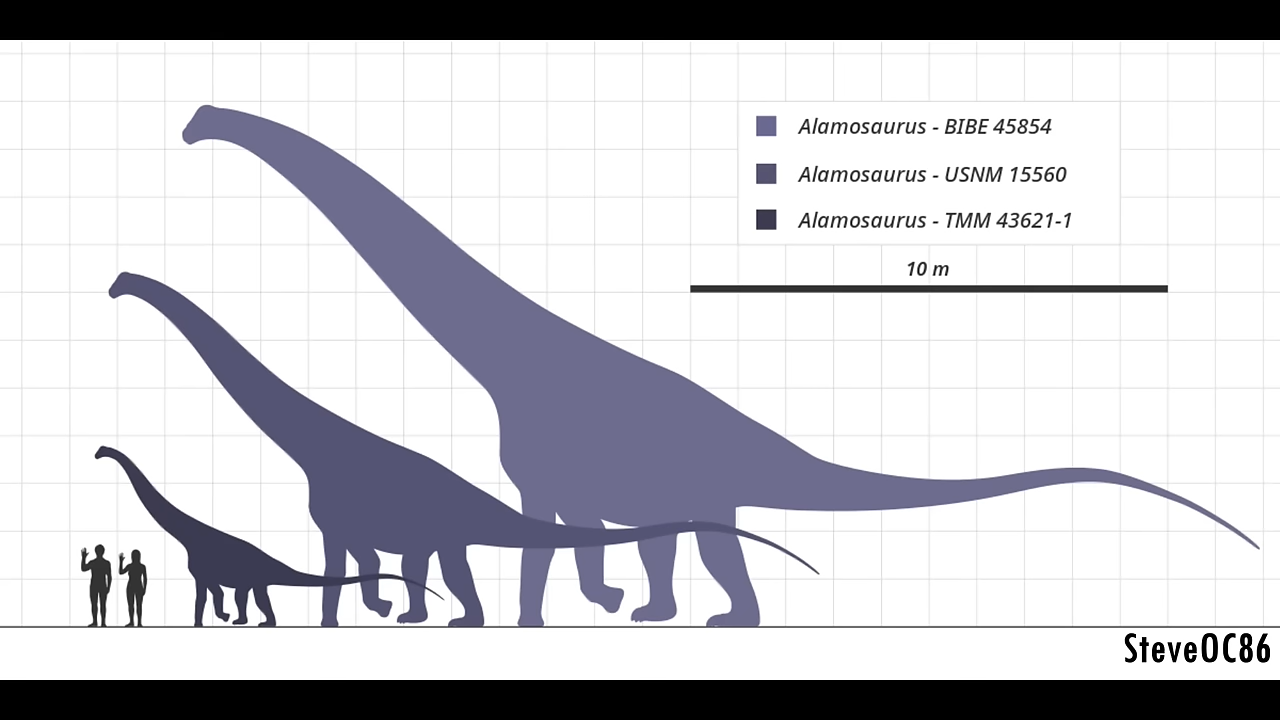 Alamosaurus - BIBE 45854
Alamosaurus - USNM 15560
Alamosaurus - TMM 43621-1
10 m
SteveOC86